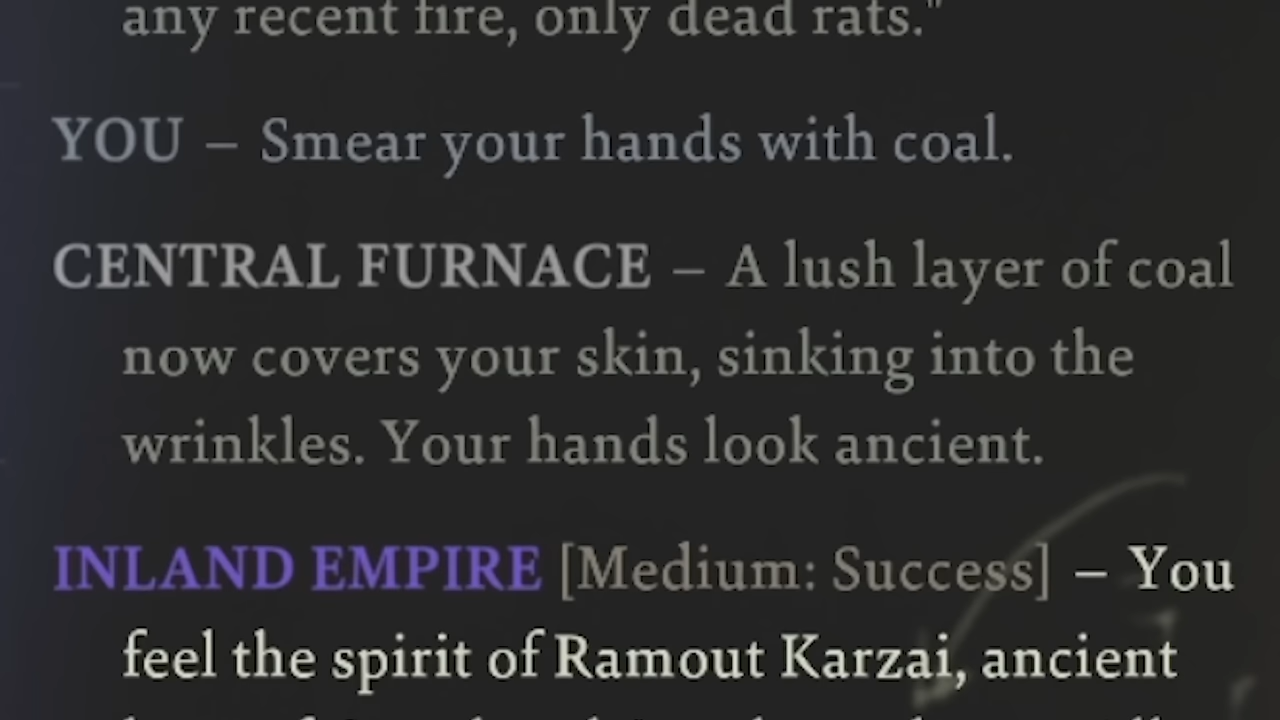 any recent fire, only dead rats."
YOU – Smear your hands with coal.
CENTRAL FURNACE – A lush layer of coal
now covers your skin, sinking into the
wrinkles. Your hands look ancient.
INLAND EMPIRE [Medium: Success] – You
feel the spirit of Ramout Karzai, ancient